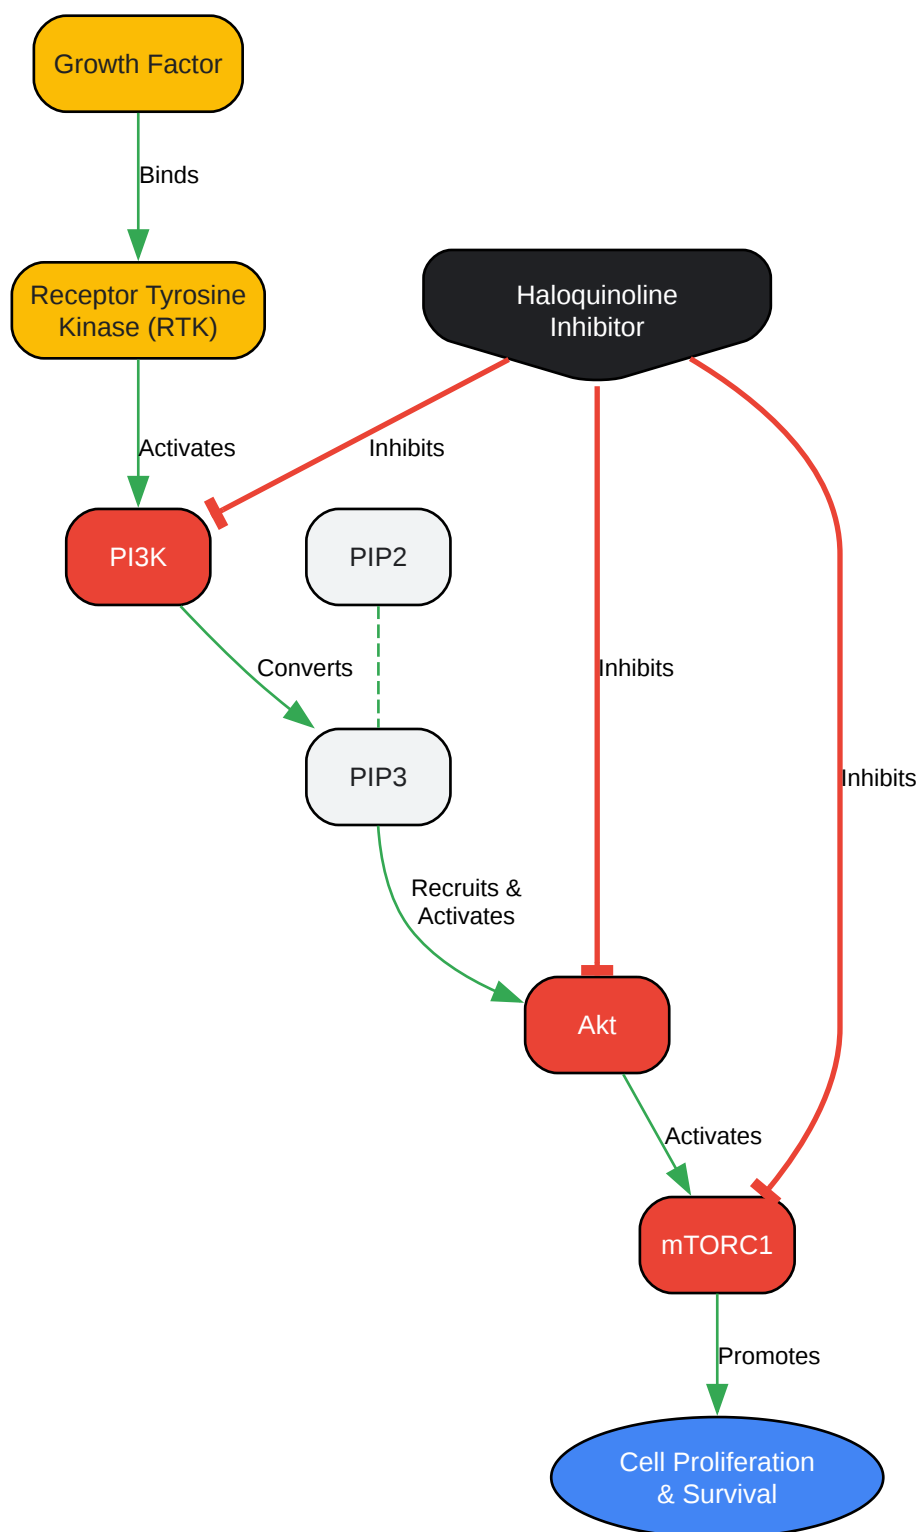 Growth Factor
Binds
Receptor Tyrosine
Kinase (RTK)
Haloquinoline
Inhibitor
Activates
Inhibits
PI3K
PIP2
Converts
Inhibits
PIP3
Inhibits
Recruits &
Activates
Akt
Activates
mTORC1
Promotes
Cell Proliferation
& Survival